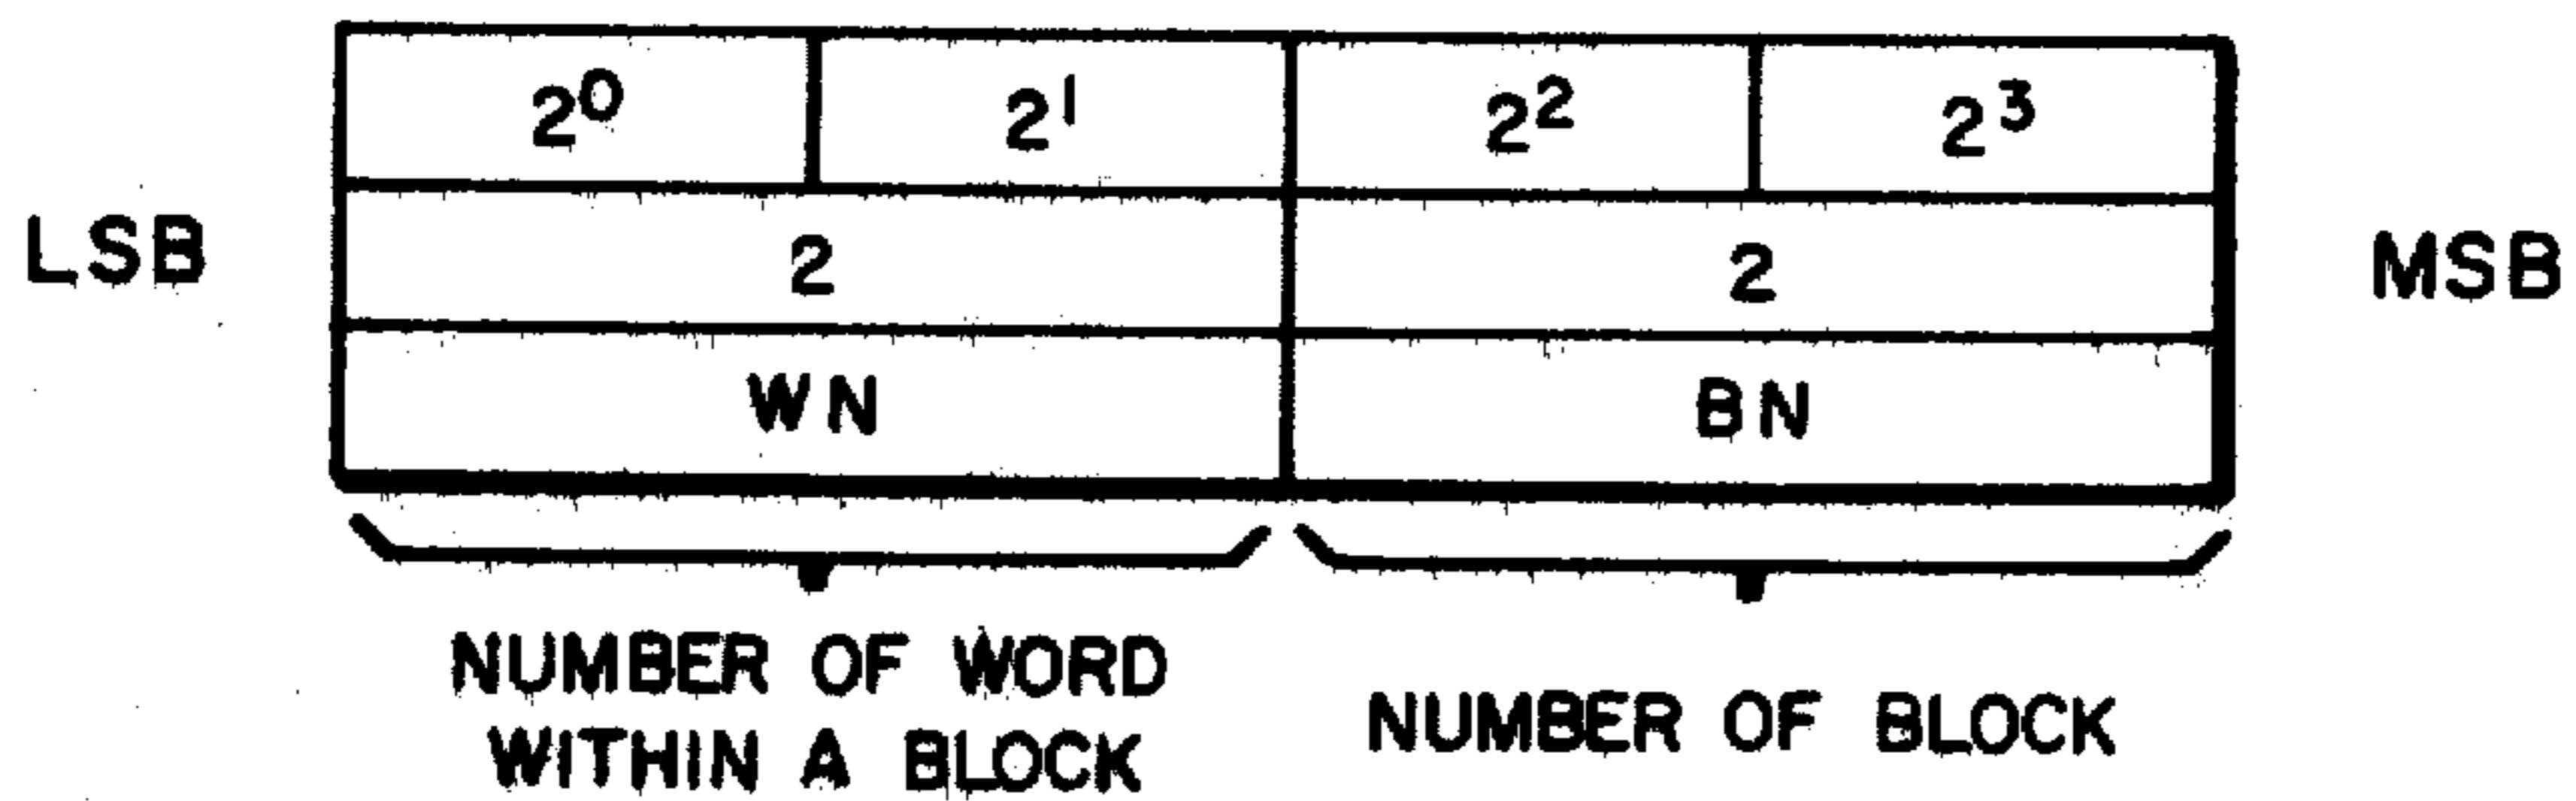 2⁰ 2¹ 2² 2³
LSB 2 2 MSB
WN BN
NUMBER OF WORD
WITHIN A BLOCK
NUMBER OF BLOCK